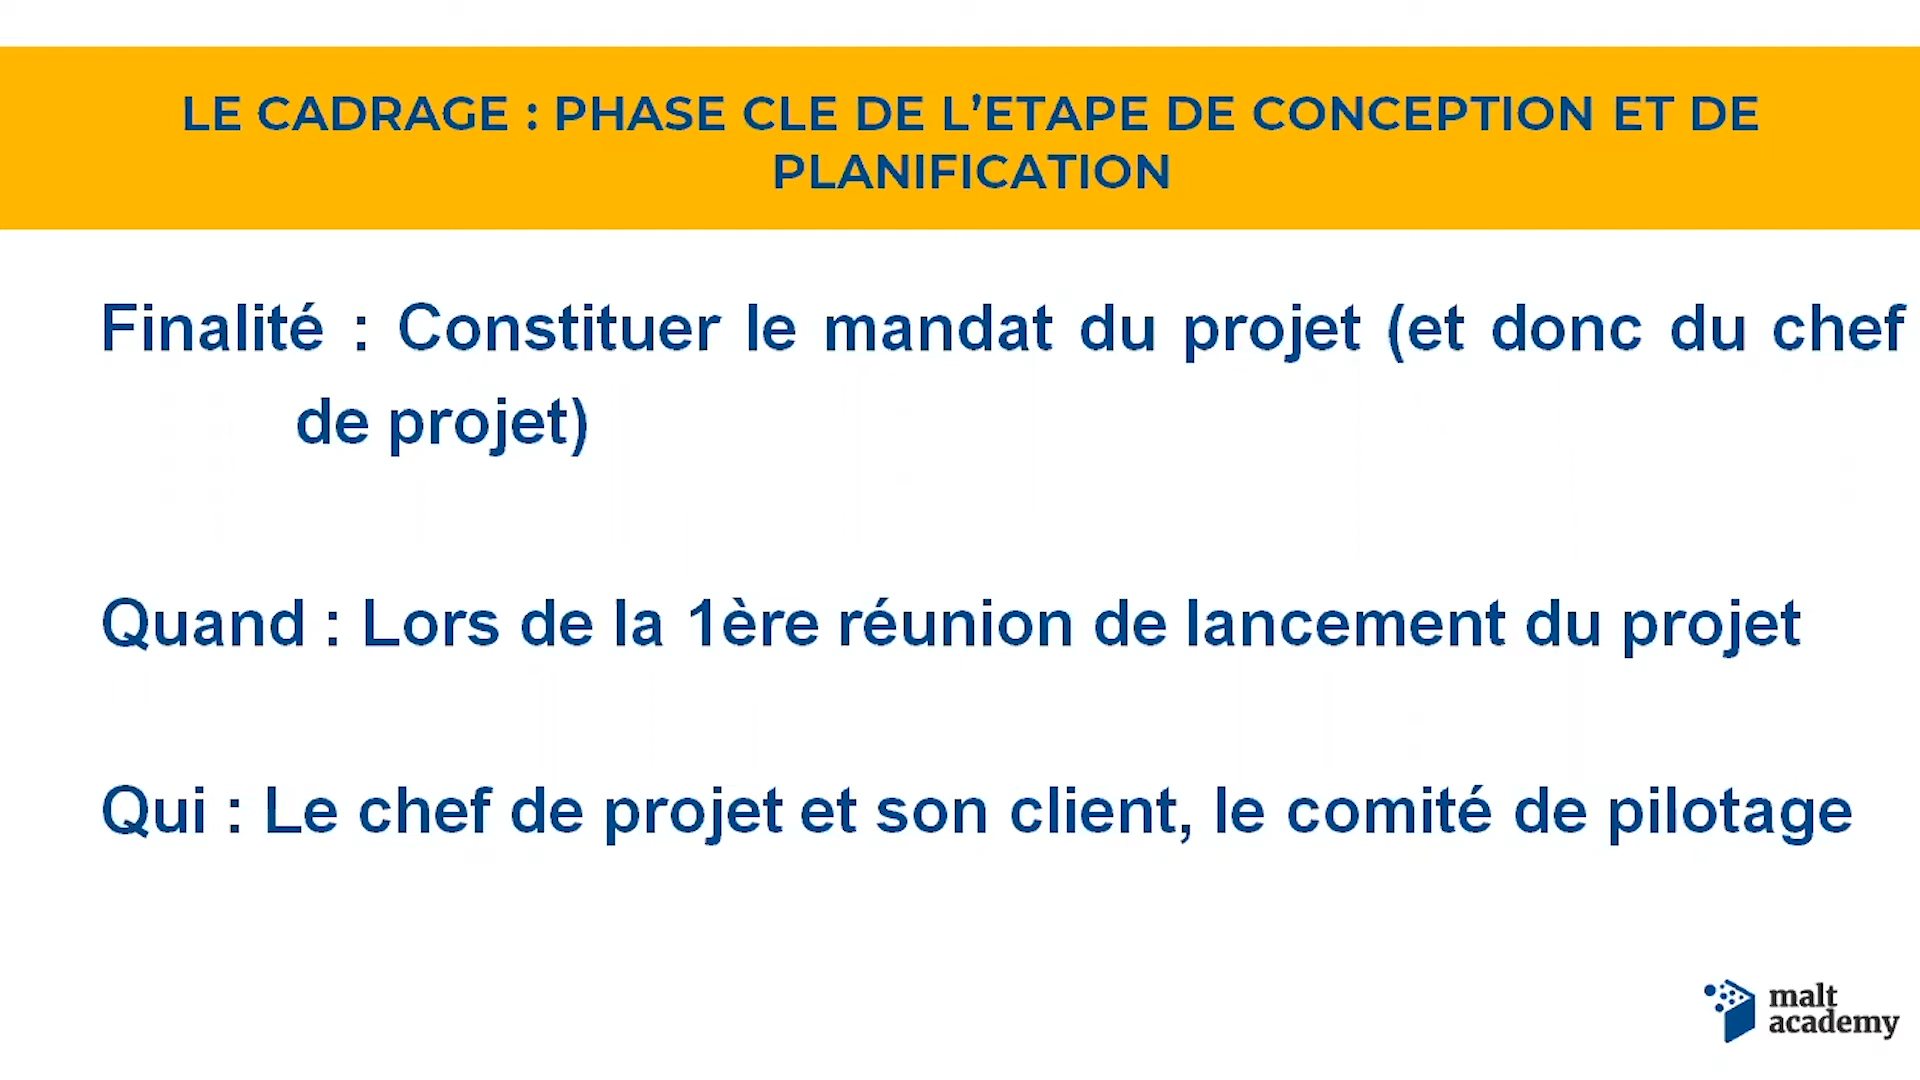 LE CADRAGE : PHASE CLE DE L’ETAPE DE CONCEPTION ET DE
PLANIFICATION
Finalité : Constituer le mandat du projet (et donc du chef
de projet)
Quand : Lors de la 1ère réunion de lancement du projet
Qui : Le chef de projet et son client, le comité de pilotage
malt
academy